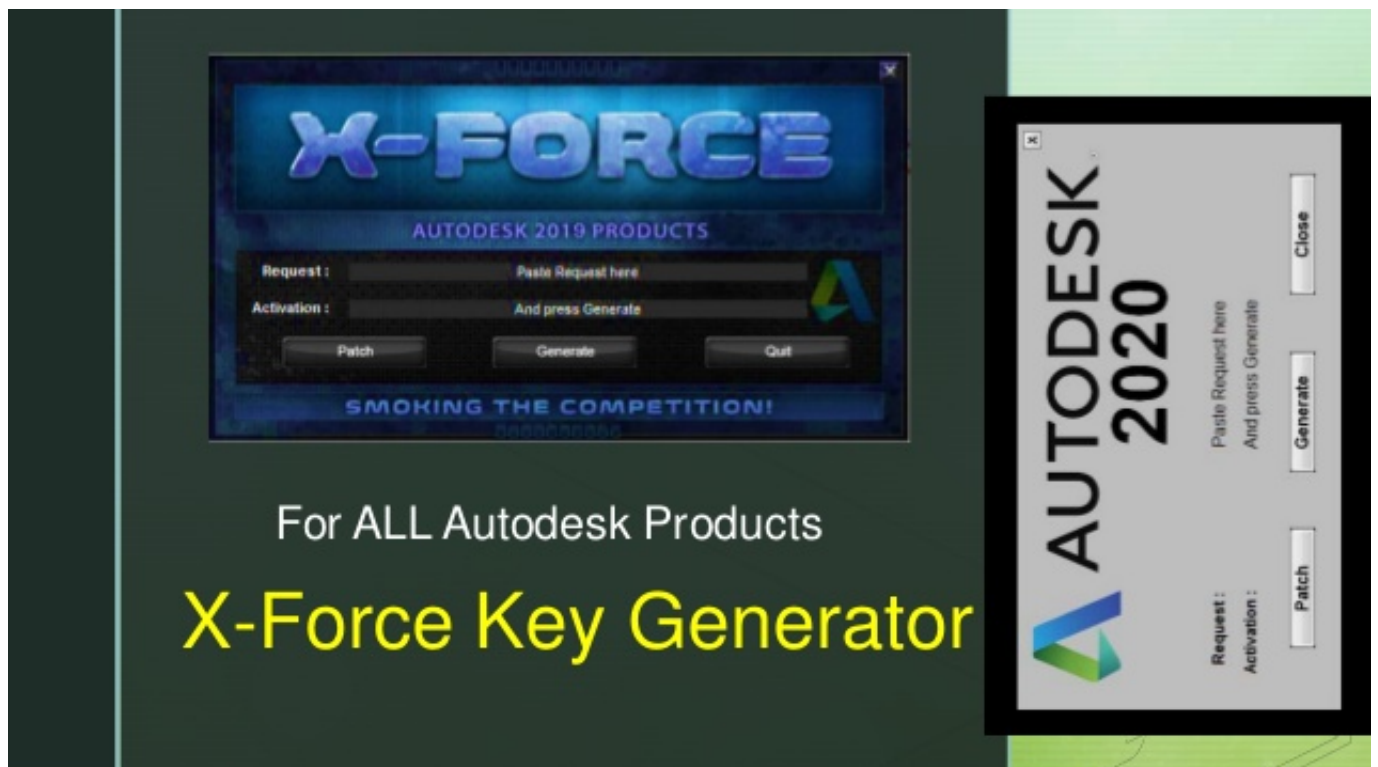 X-FORCE
AUTODESK 2019 PRODUCTS
Request :
Paste Request here
Activation :
And press Generate
Patch
Generate
Quit
SMOKING THE COMPETITION!
For ALL Autodesk Products
X-Force Key Generator
x
AUTODESK.
2020
Request :
Paste Request here
Activation :
And press Generate
Patch
Generate
Close